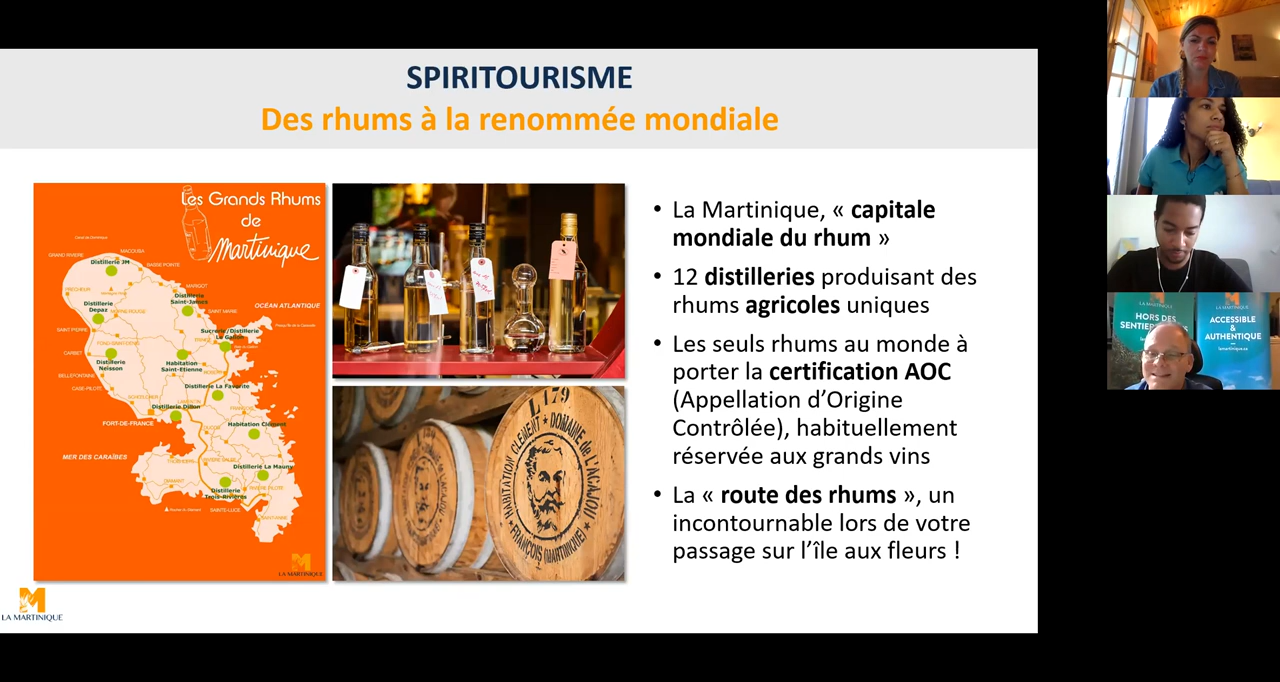 SPIRITOURISME
Des rhums à la renommée mondiale
Les Grands Rhums
de
Martinique
GRAND RIVIERE
MACOUBA
Distillerie JM
BASSE POINTE
MARIGOT
Distillerie
Depaz
Distillerie
Saint-James
OCÉAN ATLANTIQUE
SAINTE MARIE
SAINT PIERRE
Sucrerie/Distillerie
Le Galion
CARBET
Distillerie
Neisson
Habitation
Saint-Etienne
BELLEFONTAINE
CASE-PILOTE
Distillerie La Favorite
SCHOELCHER
Distillerie Dillon
FORT-DE-FRANCE
Habitation Clément
MER DES CARAÏBES
Distillerie La Mauny
Distillerie
Trois-Rivières
DIAMANT
SAINTE-LUCE
LA MARTINIQUE
L 179
HABITATION CLÉMENT * DOMAINE de L'ACAJOU
FRANÇOIS (MARTINIQUE)
• La Martinique, « capitale
mondiale du rhum »
• 12 distilleries produisant des
rhums agricoles uniques
• Les seuls rhums au monde à
porter la certification AOC
(Appellation d’Origine
Contrôlée), habituellement
réservée aux grands vins
• La « route des rhums », un
incontournable lors de votre
passage sur l’île aux fleurs !
LA MARTINIQUE
HORS DES
ACCESSIBLE
&
AUTHENTIQUE